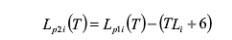 L_{p2i}(T) = L_{p1i}(T) − (TL_i + 6)